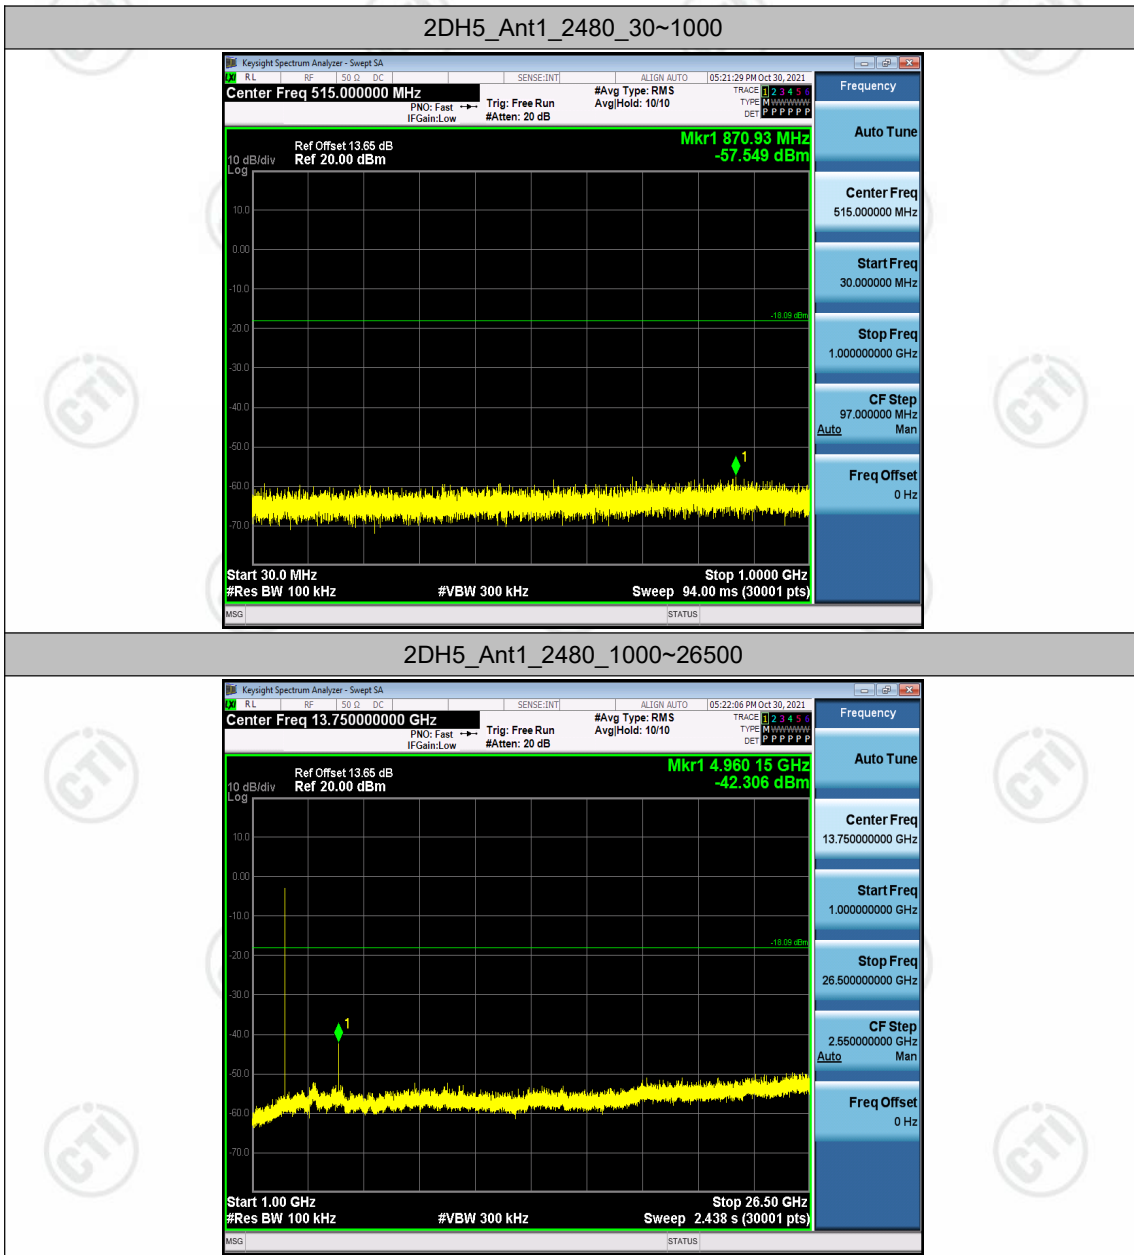 2DH5_Ant1_2480_30~1000
Keysight Spectrum Analyzer - Swept SA
LXI RL RF 50 Ω DC SENSE:INT ALIGN AUTO 05:21:29 PM Oct 30, 2021
Center Freq 515.000000 MHz #Avg Type: RMS TRACE 1 2 3 4 5 6
PNO: Fast Trig: Free Run Avg|Hold: 10/10 TYPE M WWWWW
IFGain:Low #Atten: 20 dB DET P P P P P P
Mkr1 870.93 MHz
-57.549 dBm
Ref Offset 13.65 dB
10 dB/div Ref 20.00 dBm
Log
10.0
0.00
-10.0
-18.09 dBm
-20.0
-30.0
-40.0
-50.0
1
-60.0
-70.0
Start 30.0 MHz Stop 1.0000 GHz
#Res BW 100 kHz #VBW 300 kHz Sweep 94.00 ms (30001 pts)
MSG STATUS
Frequency
Auto Tune
Center Freq
515.000000 MHz
Start Freq
30.000000 MHz
Stop Freq
1.000000000 GHz
CF Step
97.000000 MHz
Auto Man
Freq Offset
0 Hz
2DH5_Ant1_2480_1000~26500
Keysight Spectrum Analyzer - Swept SA
LXI RL RF 50 Ω DC SENSE:INT ALIGN AUTO 05:22:06 PM Oct 30, 2021
Center Freq 13.750000000 GHz #Avg Type: RMS TRACE 1 2 3 4 5 6
PNO: Fast Trig: Free Run Avg|Hold: 10/10 TYPE M WWWWW
IFGain:Low #Atten: 20 dB DET P P P P P P
Mkr1 4.960 15 GHz
-42.306 dBm
Ref Offset 13.65 dB
10 dB/div Ref 20.00 dBm
Log
10.0
0.00
-10.0
-18.09 dBm
-20.0
-30.0
1
-40.0
-50.0
-60.0
-70.0
Start 1.00 GHz Stop 26.50 GHz
#Res BW 100 kHz #VBW 300 kHz Sweep 2.438 s (30001 pts)
MSG STATUS
Frequency
Auto Tune
Center Freq
13.750000000 GHz
Start Freq
1.000000000 GHz
Stop Freq
26.500000000 GHz
CF Step
2.550000000 GHz
Auto Man
Freq Offset
0 Hz
CTI
CTI
CTI
CTI
CTI
CTI